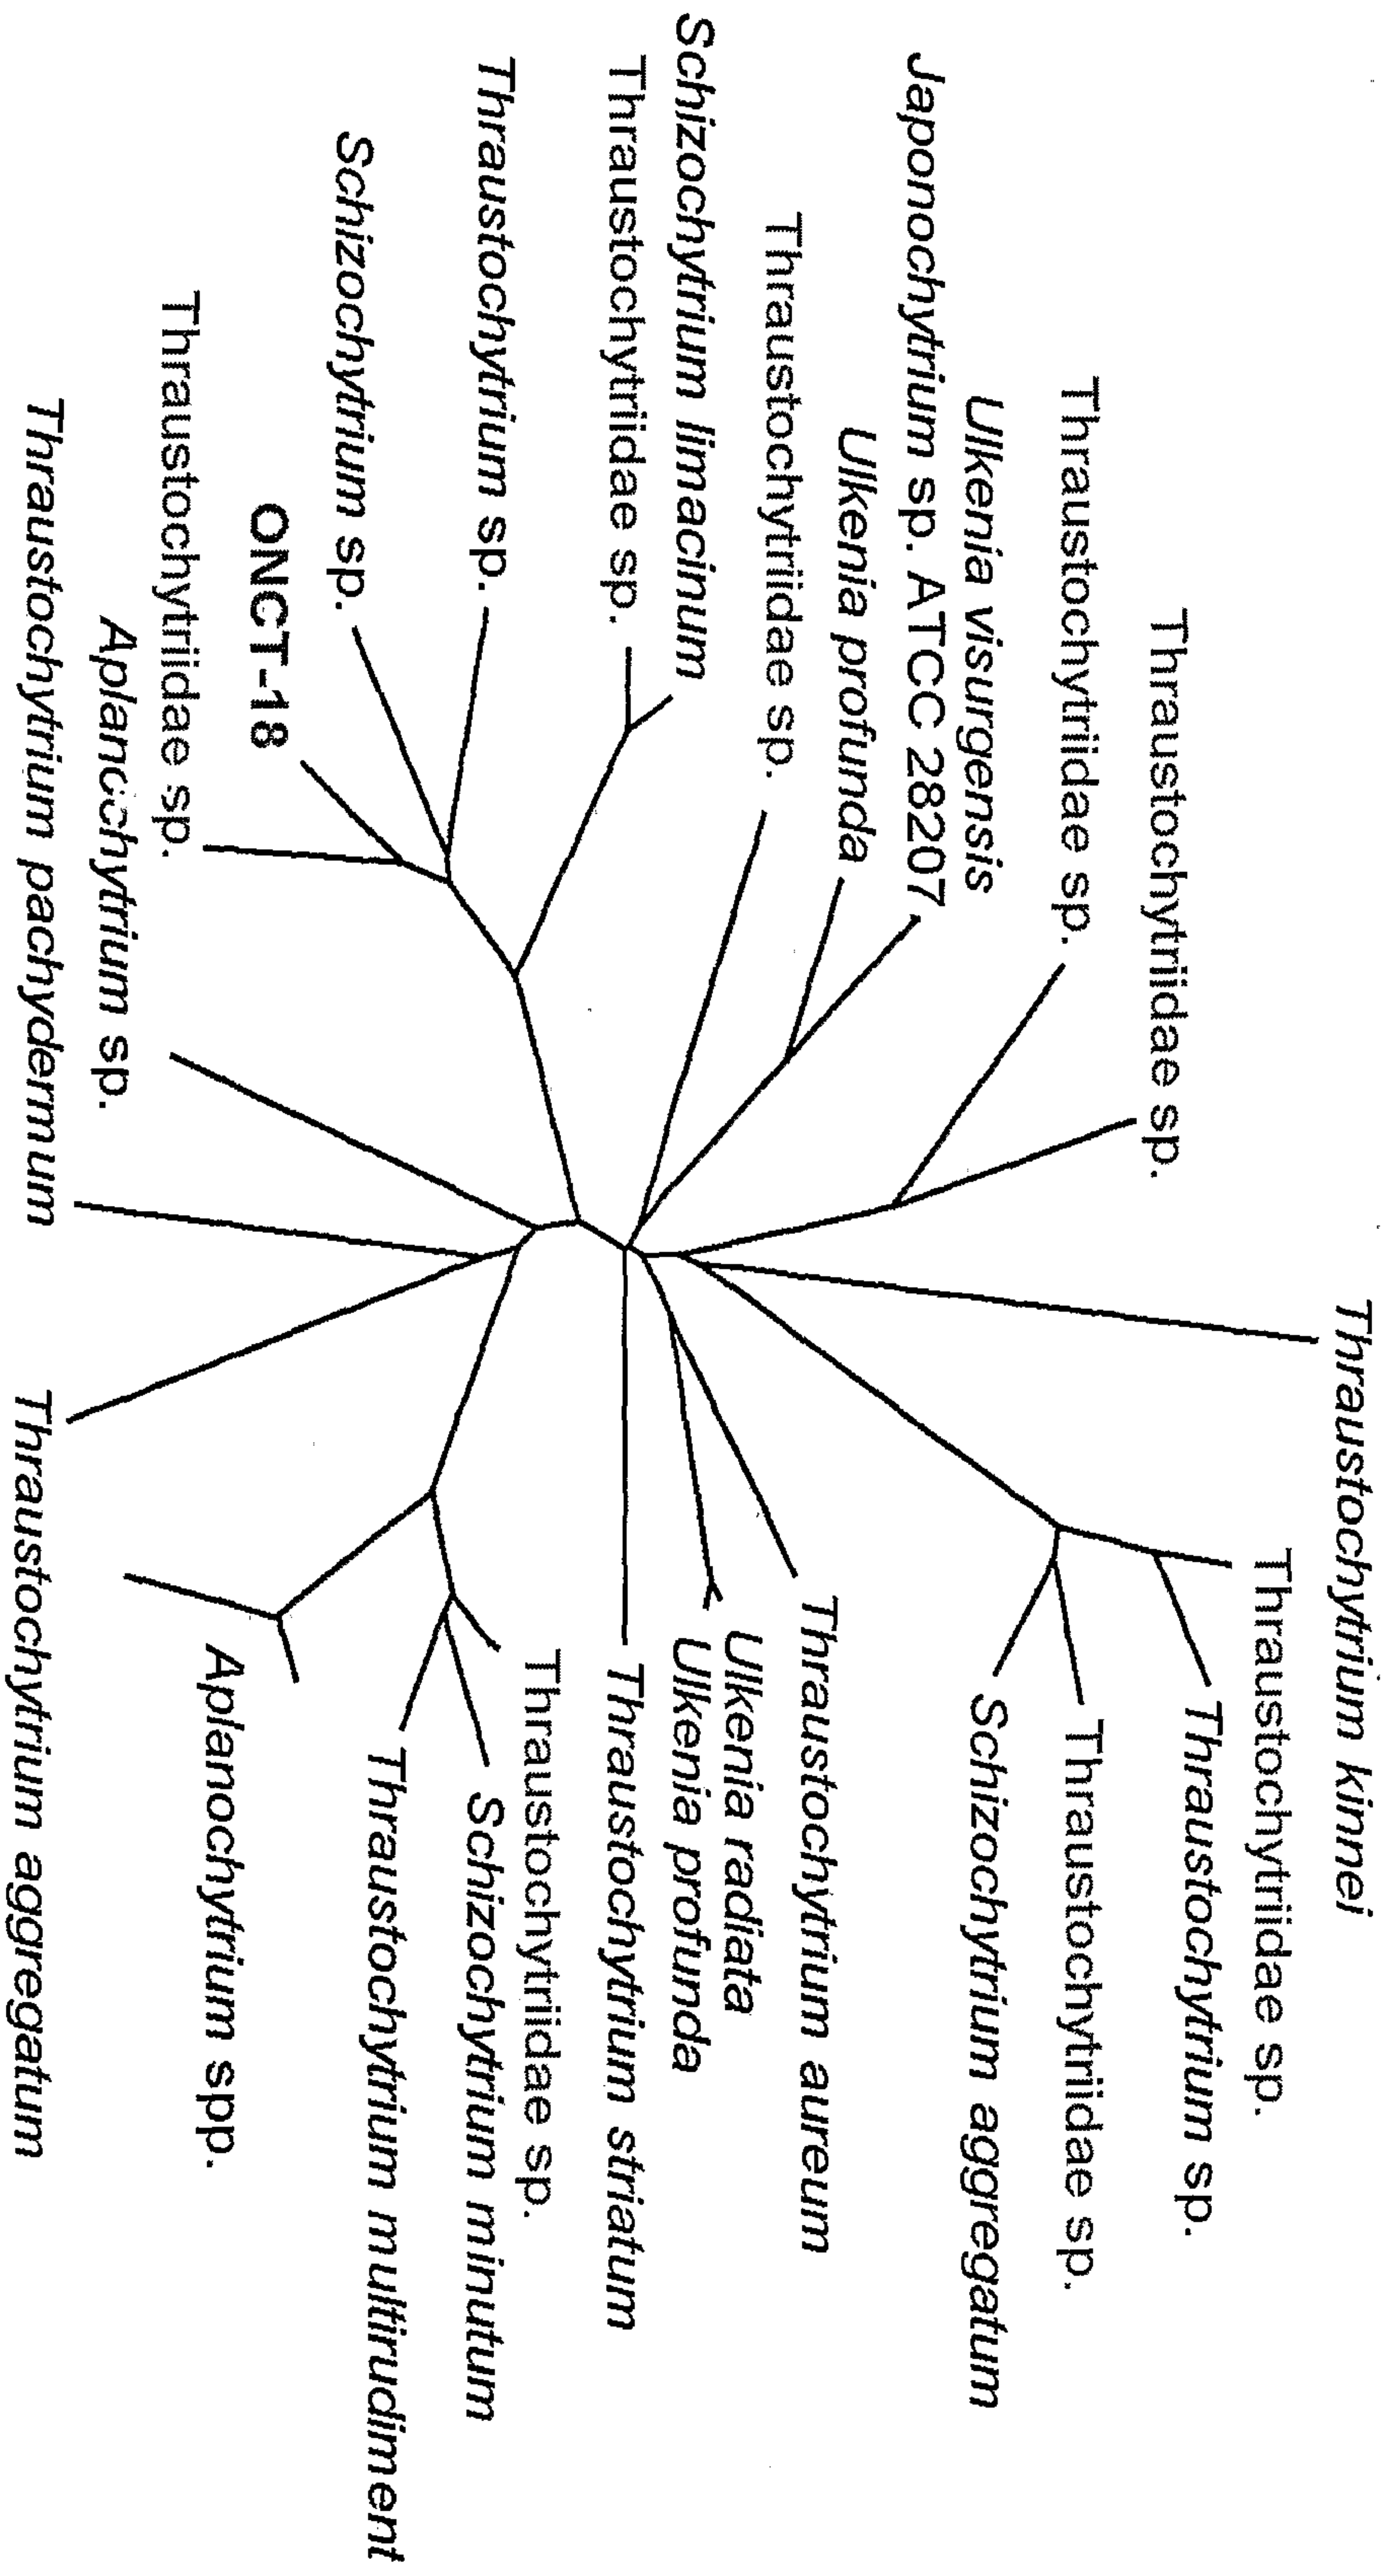 Thraustochytrium kinnei
Thraustochytriidae sp.
Thraustochytrium sp.
Thraustochytriidae sp.
Schizochytrium aggregatum
Thraustochytrium aureum
Ulkenia radiata
Ulkenia profunda
Thraustochytrium striatum
Thraustochytriidae sp.
Schizochytrium minutum
Thraustochytrium multirudiment
Aplanochytrium spp.
Thraustochytrium aggregatum
Thraustochytriidae sp.
Thraustochytriidae sp.
Ulkenia visurgensis
Japonochytrium sp. ATCC 28207
Ulkenia profunda
Thraustochytriidae sp.
Schizochytrium limacinum
Thraustochytriidae sp.
Thraustochytrium sp.
Schizochytrium sp.
ONCT-18
Thraustochytriidae sp.
Aplanochytrium sp.
Thraustochytrium pachydermum